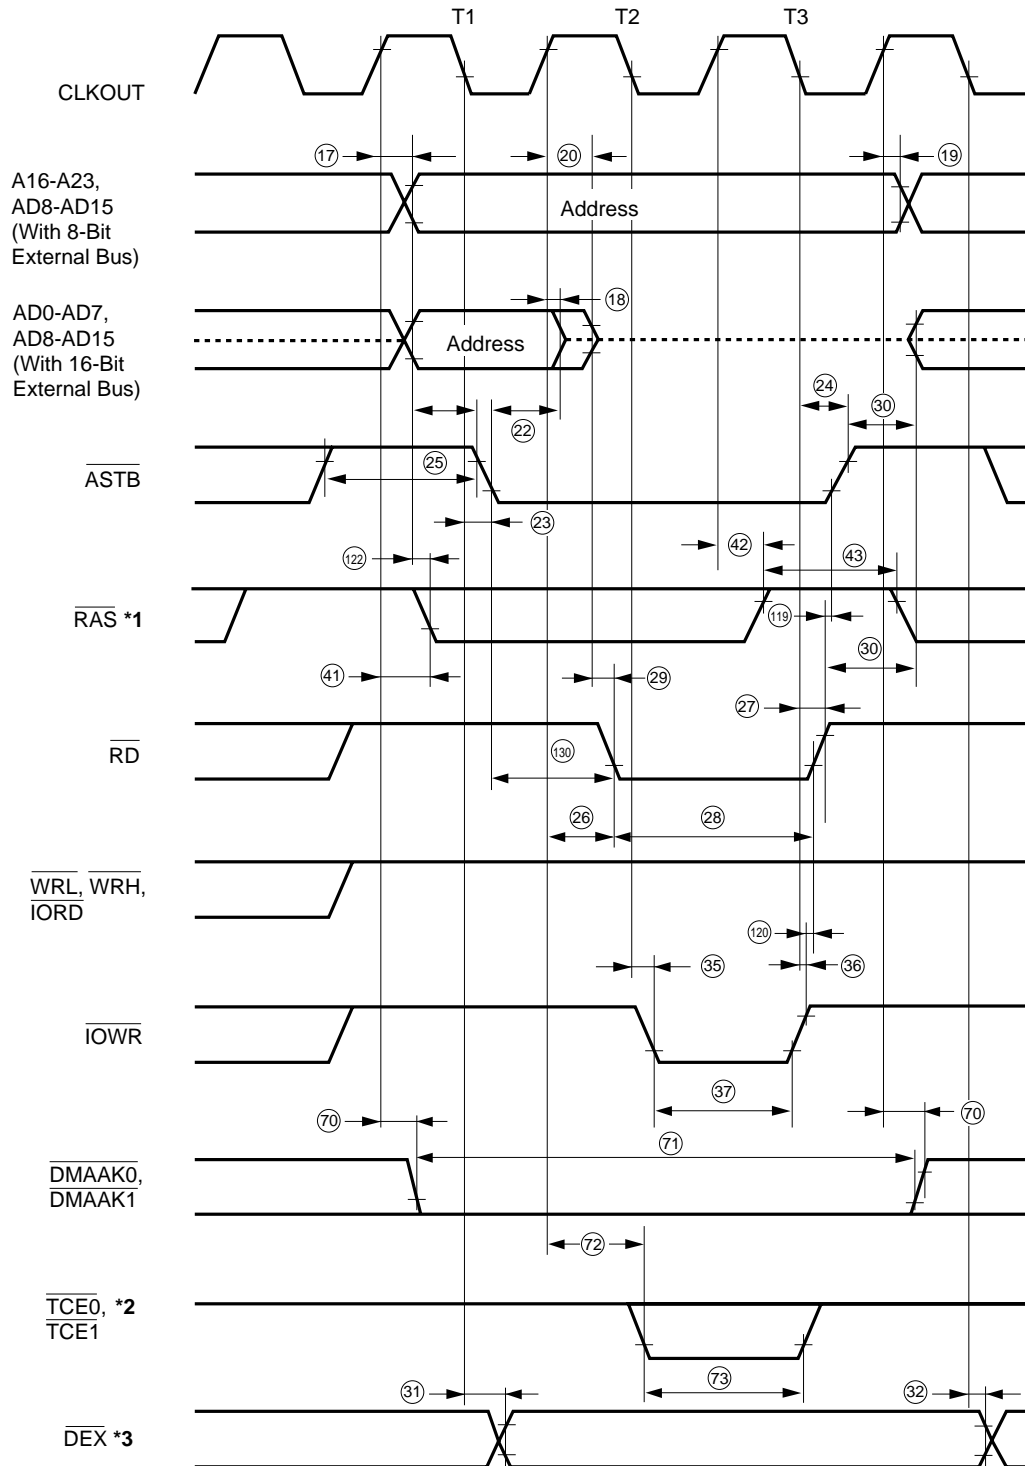 T1 T2 T3
CLKOUT
17 20 19
A16-A23,
AD8-AD15
(With 8-Bit
External Bus)
Address
18
AD0-AD7,
AD8-AD15
(With 16-Bit
External Bus)
Address
24
22 30
25
ASTB
23
42 43
122
RAS *1
119
30
41 29
27
RD
130
26 28
WRL, WRH,
IORD
120
35 36
IOWR
37
70 70
71
DMAAK0,
DMAAK1
72
TCE0, *2
TCE1
73
31 32
DEX *3